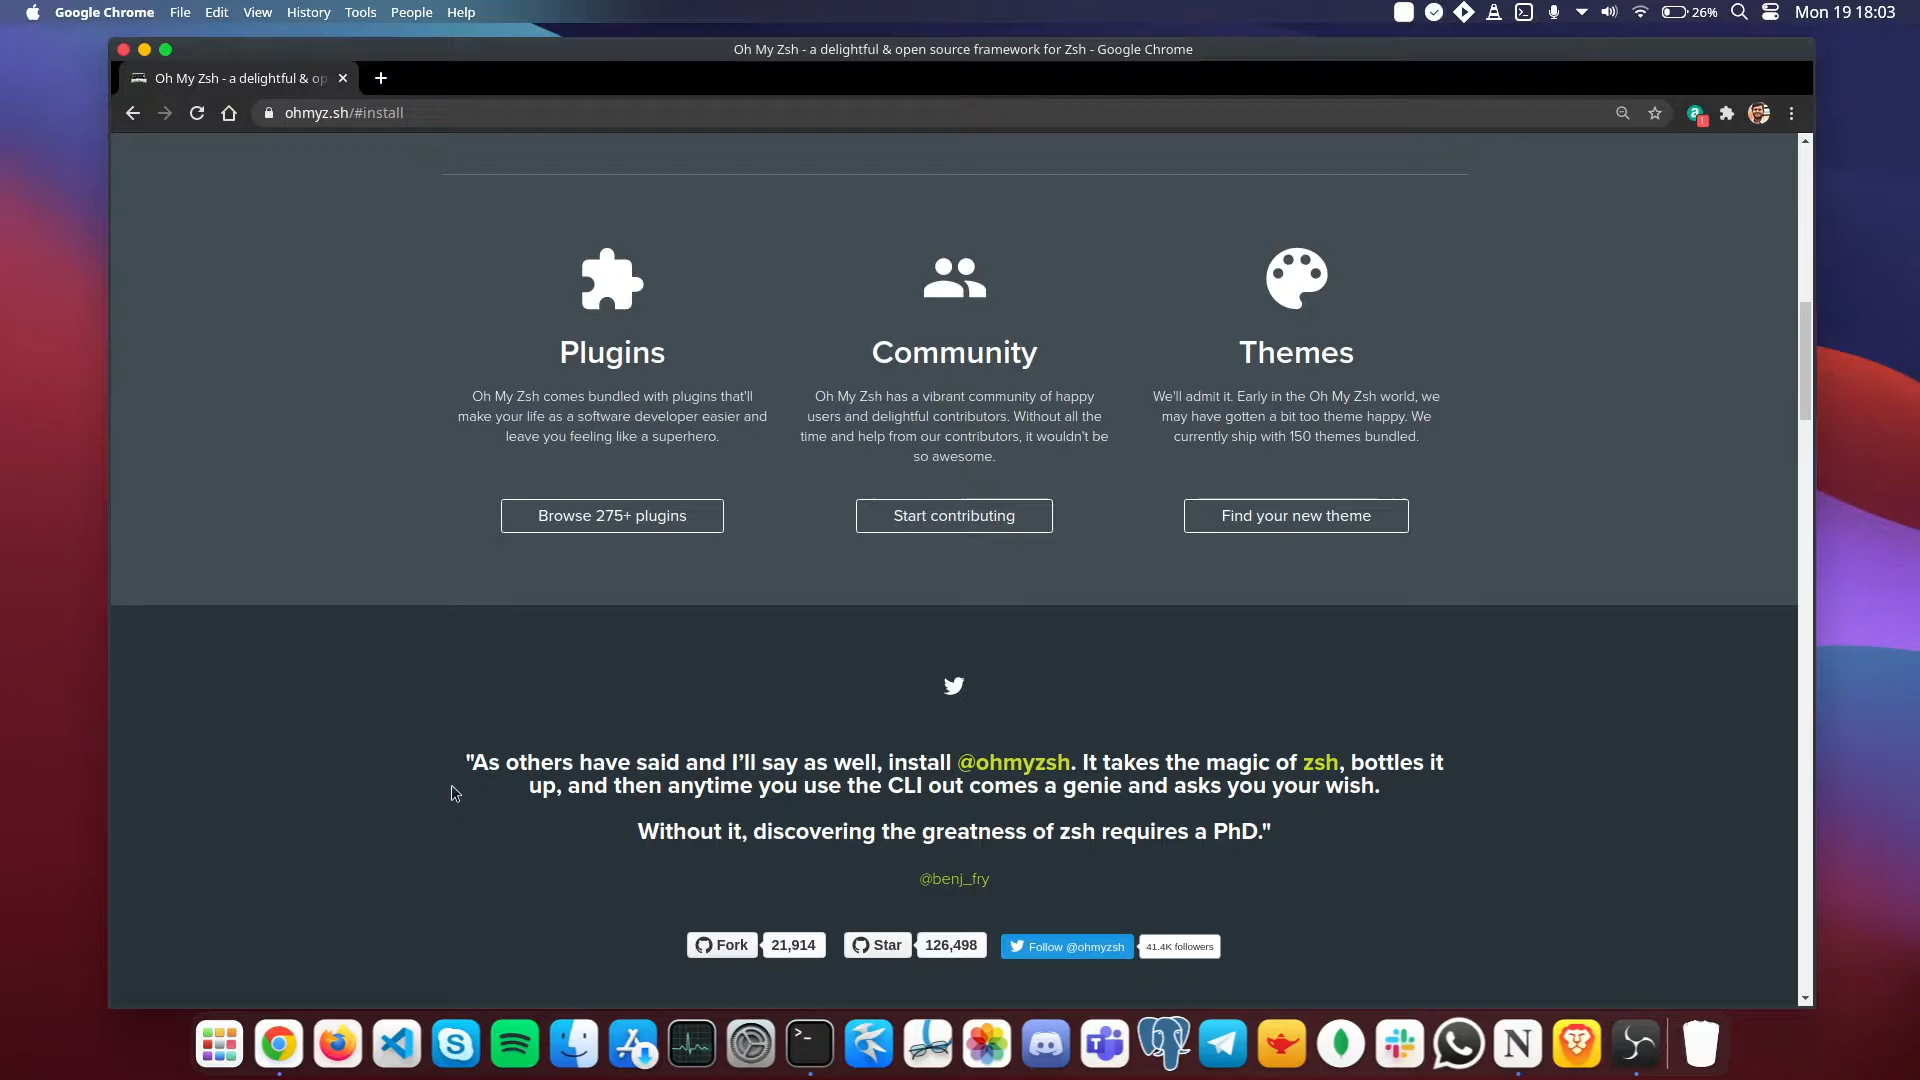 Google Chrome File Edit View History Tools People Help
26% Mon 19 18:03
Oh My Zsh - a delightful & open source framework for Zsh - Google Chrome
Oh My Zsh - a delightful & op
ohmyz.sh/#install
1
Plugins
Oh My Zsh comes bundled with plugins that'll
make your life as a software developer easier and
leave you feeling like a superhero.
Browse 275+ plugins
Community
Oh My Zsh has a vibrant community of happy
users and delightful contributors. Without all the
time and help from our contributors, it wouldn't be
so awesome.
Start contributing
Themes
We'll admit it. Early in the Oh My Zsh world, we
may have gotten a bit too theme happy. We
currently ship with 150 themes bundled.
Find your new theme
"As others have said and I’ll say as well, install @ohmyzsh. It takes the magic of zsh, bottles it
up, and then anytime you use the CLI out comes a genie and asks you your wish.
Without it, discovering the greatness of zsh requires a PhD."
@benj_fry
Fork 21,914 Star 126,498 Follow @ohmyzsh 41.4K followers